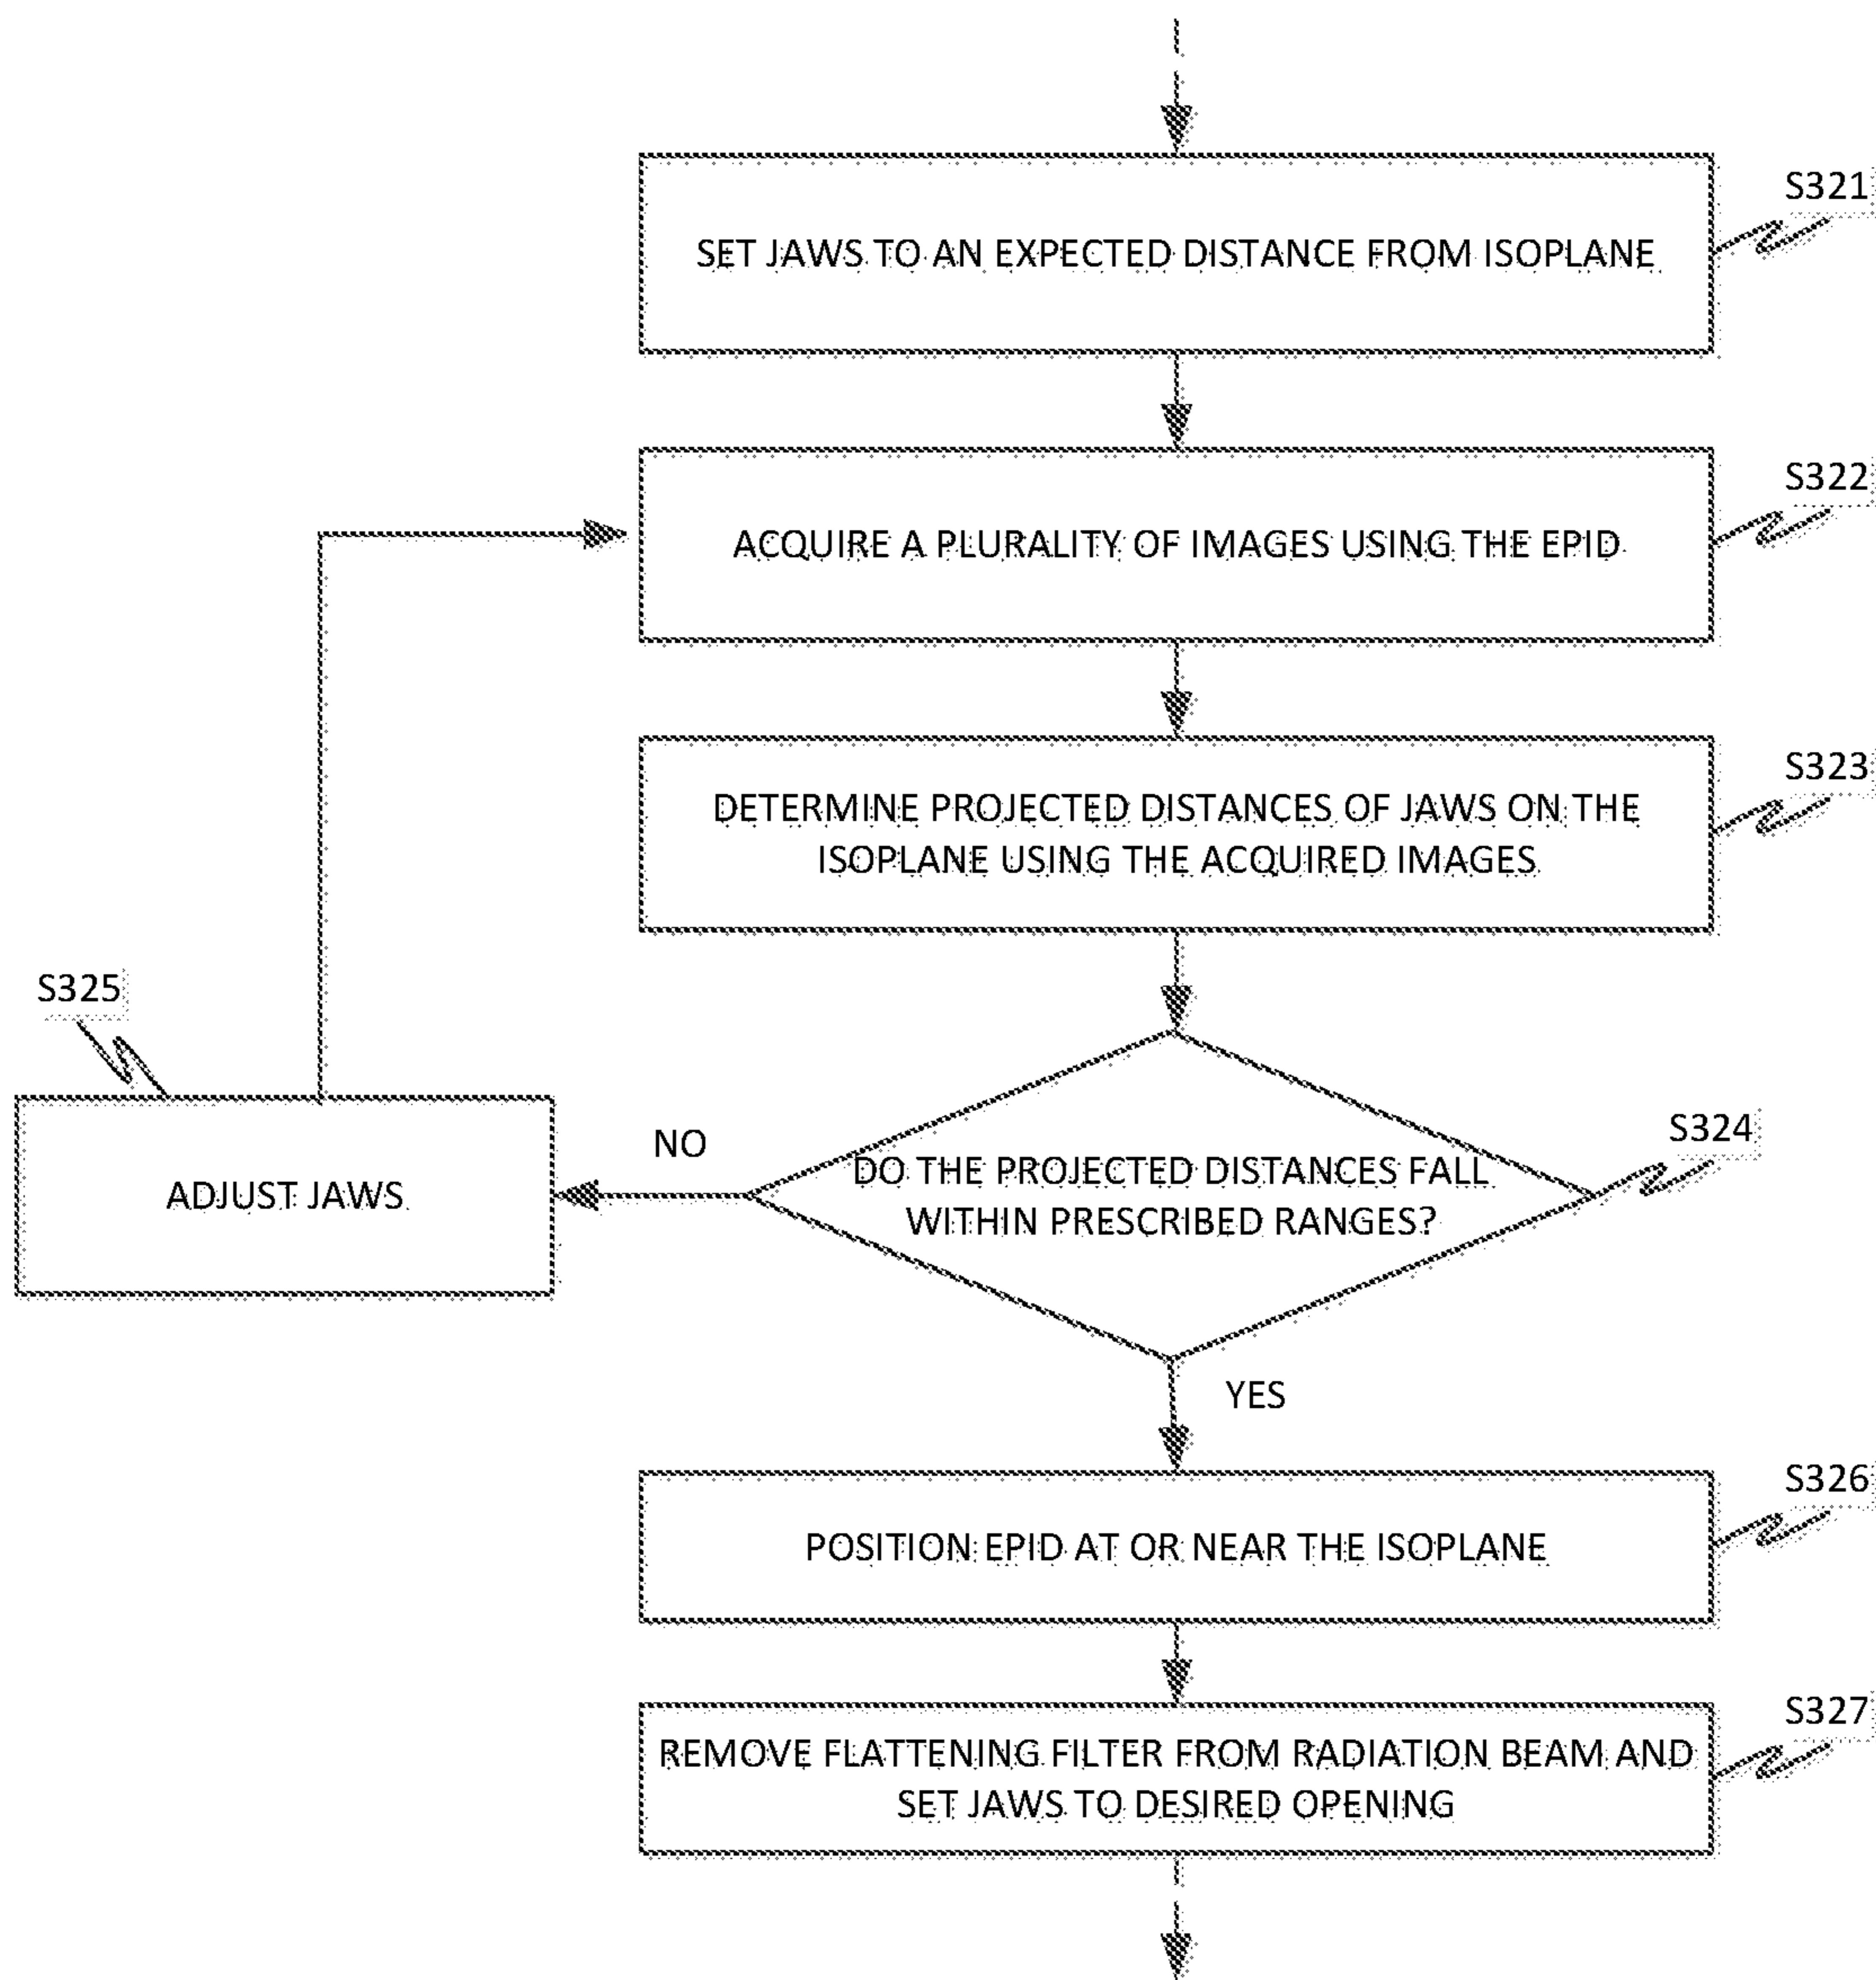 S321
SET JAWS TO AN EXPECTED DISTANCE FROM ISOPLANE
S322
ACQUIRE A PLURALITY OF IMAGES USING THE EPID
S323
DETERMINE PROJECTED DISTANCES OF JAWS ON THE
ISOPLANE USING THE ACQUIRED IMAGES
S325
ADJUST JAWS
NO
S324
DO THE PROJECTED DISTANCES FALL
WITHIN PRESCRIBED RANGES?
YES
S326
POSITION EPID AT OR NEAR THE ISOPLANE
S327
REMOVE FLATTENING FILTER FROM RADIATION BEAM AND
SET JAWS TO DESIRED OPENING